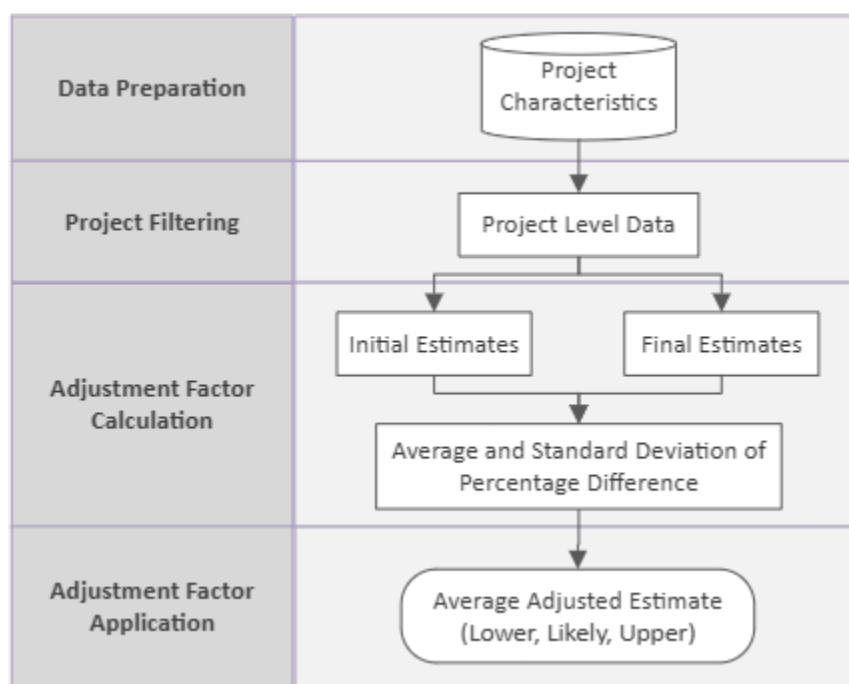 Data Preparation
Project
Characteristics
Project Filtering
Project Level Data
Adjustment Factor
Calculation
Initial Estimates
Final Estimates
Average and Standard Deviation of
Percentage Difference
Adjustment Factor
Application
Average Adjusted Estimate
(Lower, Likely, Upper)